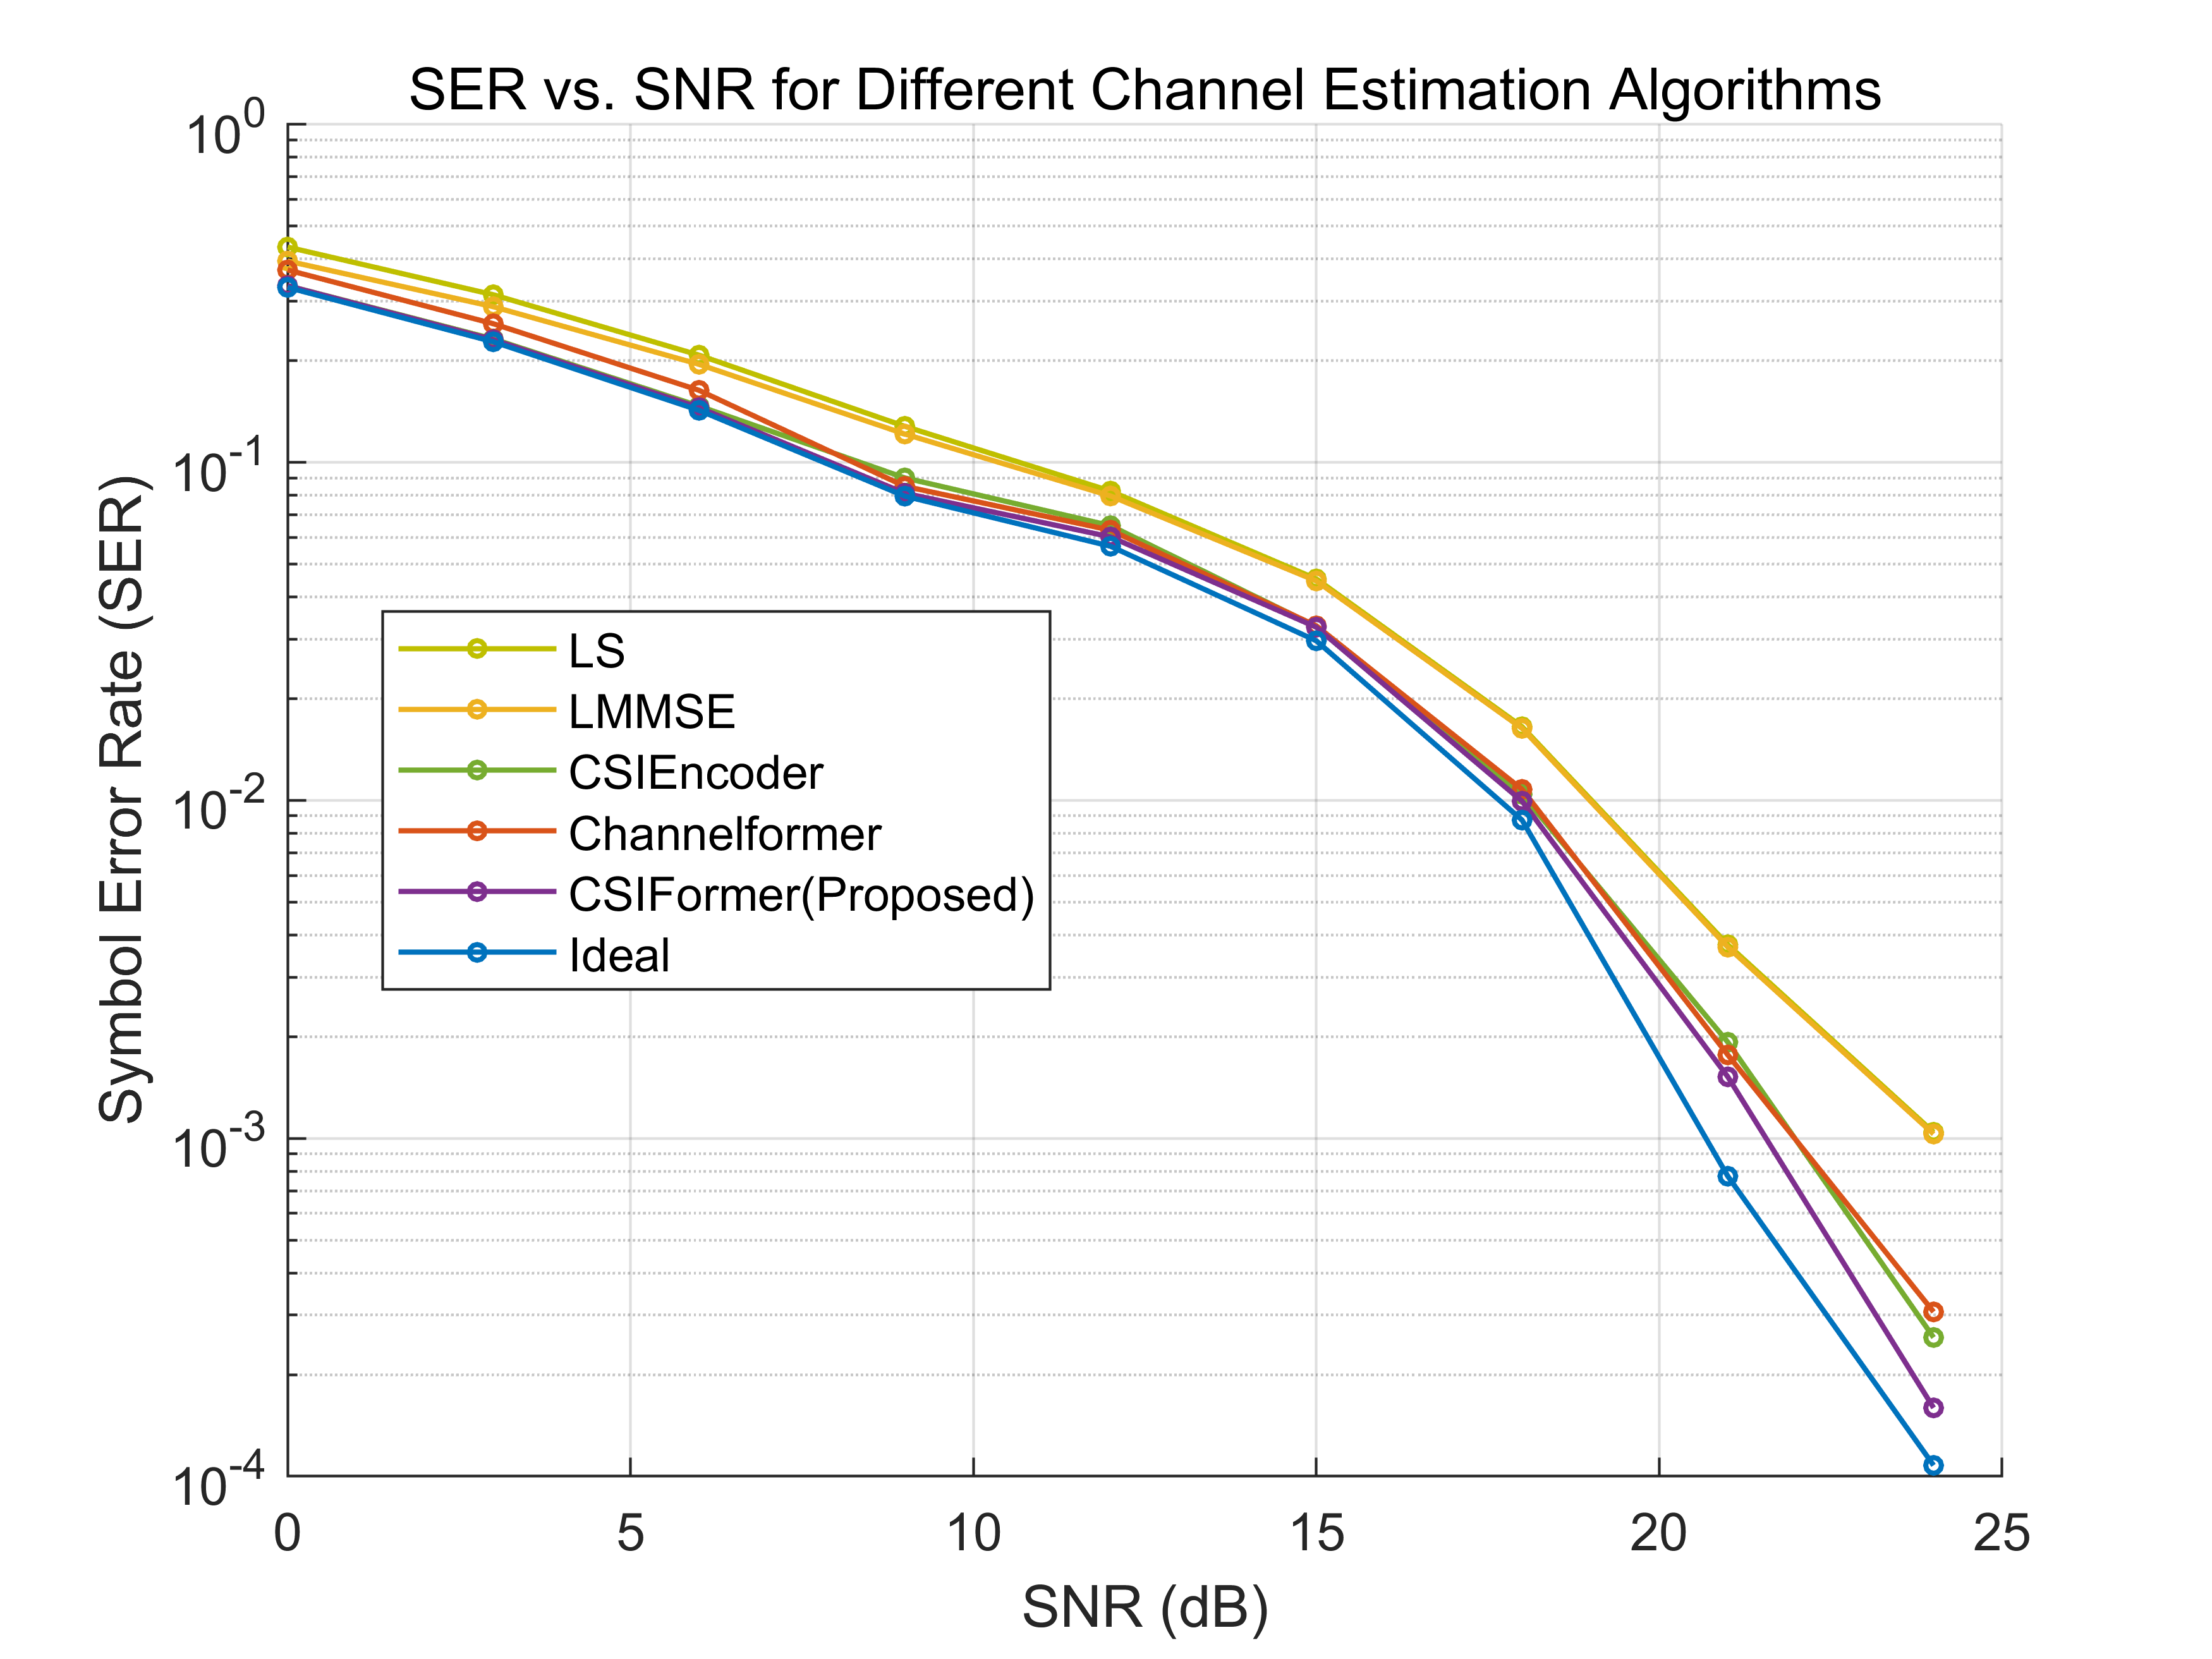 SER vs. SNR for Different Channel Estimation Algorithms
10^0
10^-1
10^-2
10^-3
10^-4
Symbol Error Rate (SER)
LS
LMMSE
CSIEncoder
Channelformer
CSIFormer(Proposed)
Ideal
0 5 10 15 20 25
SNR (dB)